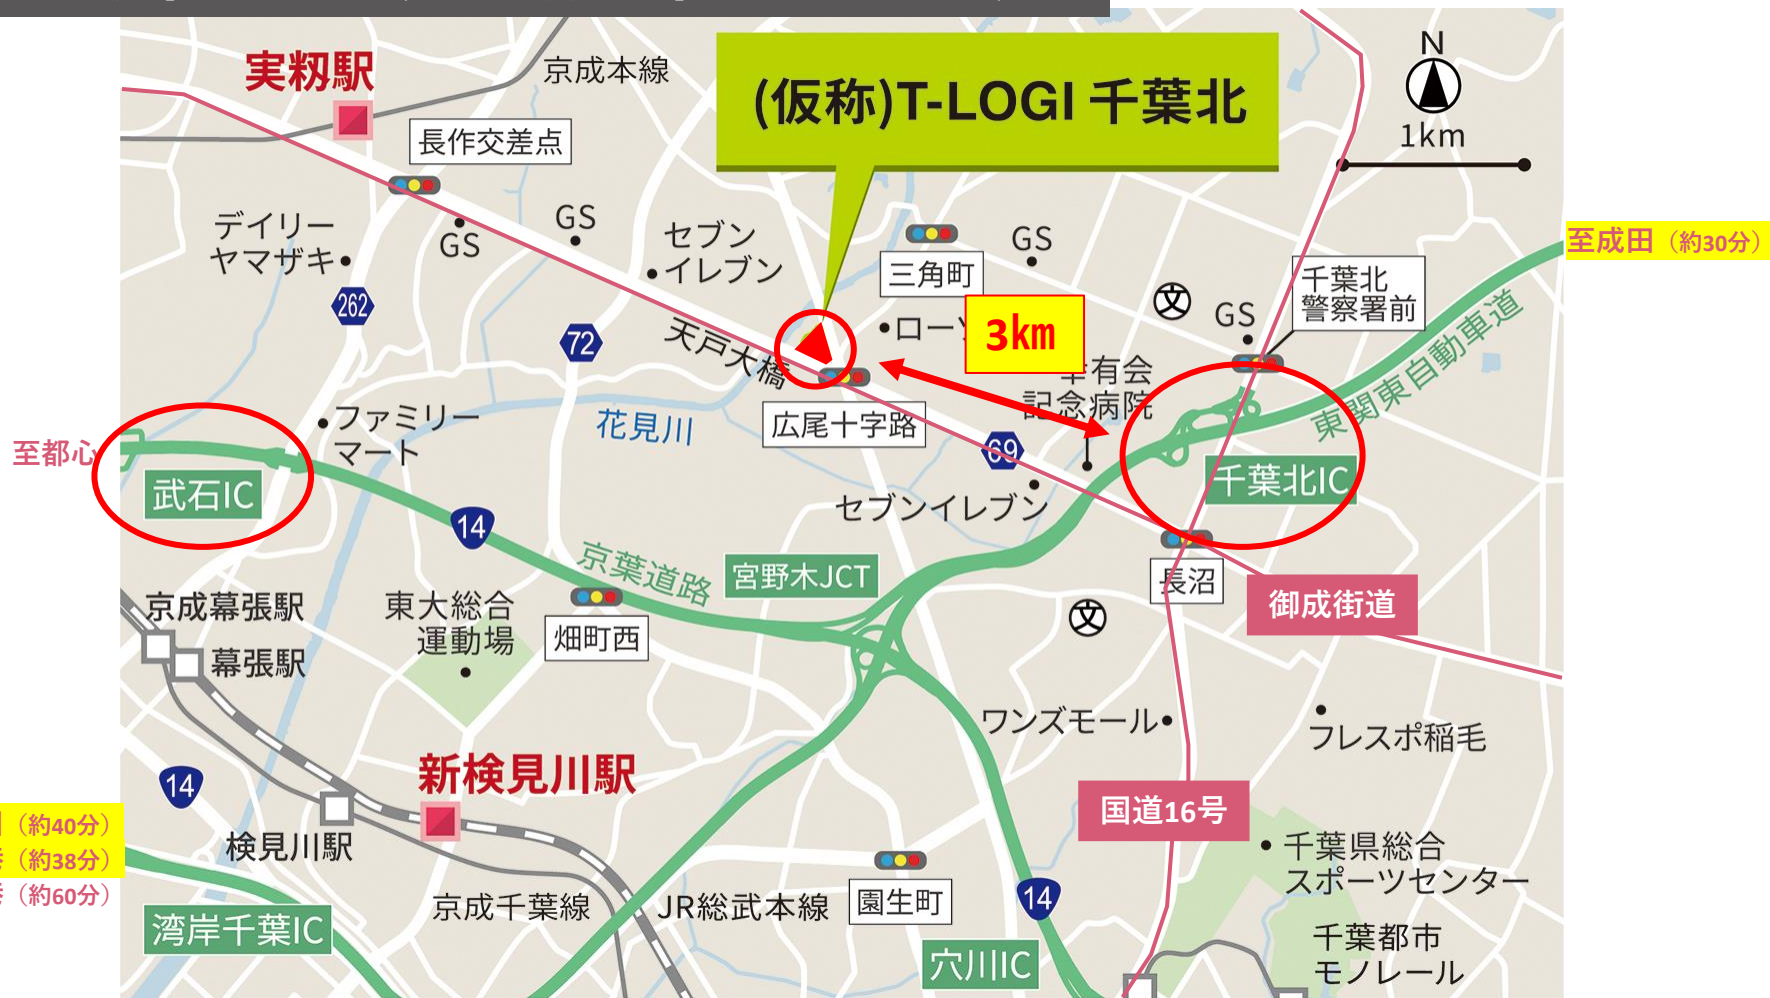 実籾駅
京成本線
(仮称)T-LOGI 千葉北
N
1km
長作交差点
デイリー
ヤマザキ
GS
GS
セブン
イレブン
三角町
GS
至成田（約30分）
千葉北
警察署前
GS
文
262
72
天戸大橋
ロー
3km
幸有会
記念病院
東関東自動車道
ファミリー
マート
花見川
広尾十字路
69
至都心
武石IC
千葉北IC
セブンイレブン
14
京葉道路
宮野木JCT
長沼
御成街道
京成幕張駅
幕張駅
東大総合
運動場
畑町西
文
ワンズモール
フレスポ稲毛
新検見川駅
14
国道16号
（約40分）
（約38分）
（約60分）
検見川駅
千葉県総合
スポーツセンター
京成千葉線
JR総武本線
園生町
14
湾岸千葉IC
穴川IC
千葉都市
モノレール